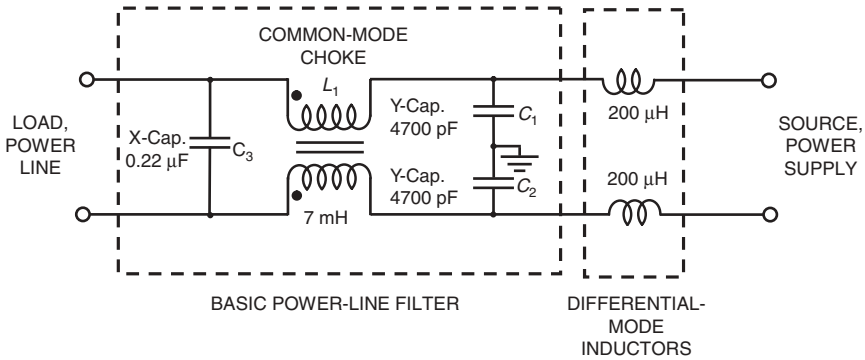 COMMON-MODE
CHOKE
L1
LOAD,
POWER
LINE
X-Cap.
0.22 μF
C3
Y-Cap.
4700 pF
C1
Y-Cap.
4700 pF
C2
7 mH
200 μH
200 μH
SOURCE,
POWER
SUPPLY
BASIC POWER-LINE FILTER
DIFFERENTIAL-
MODE
INDUCTORS